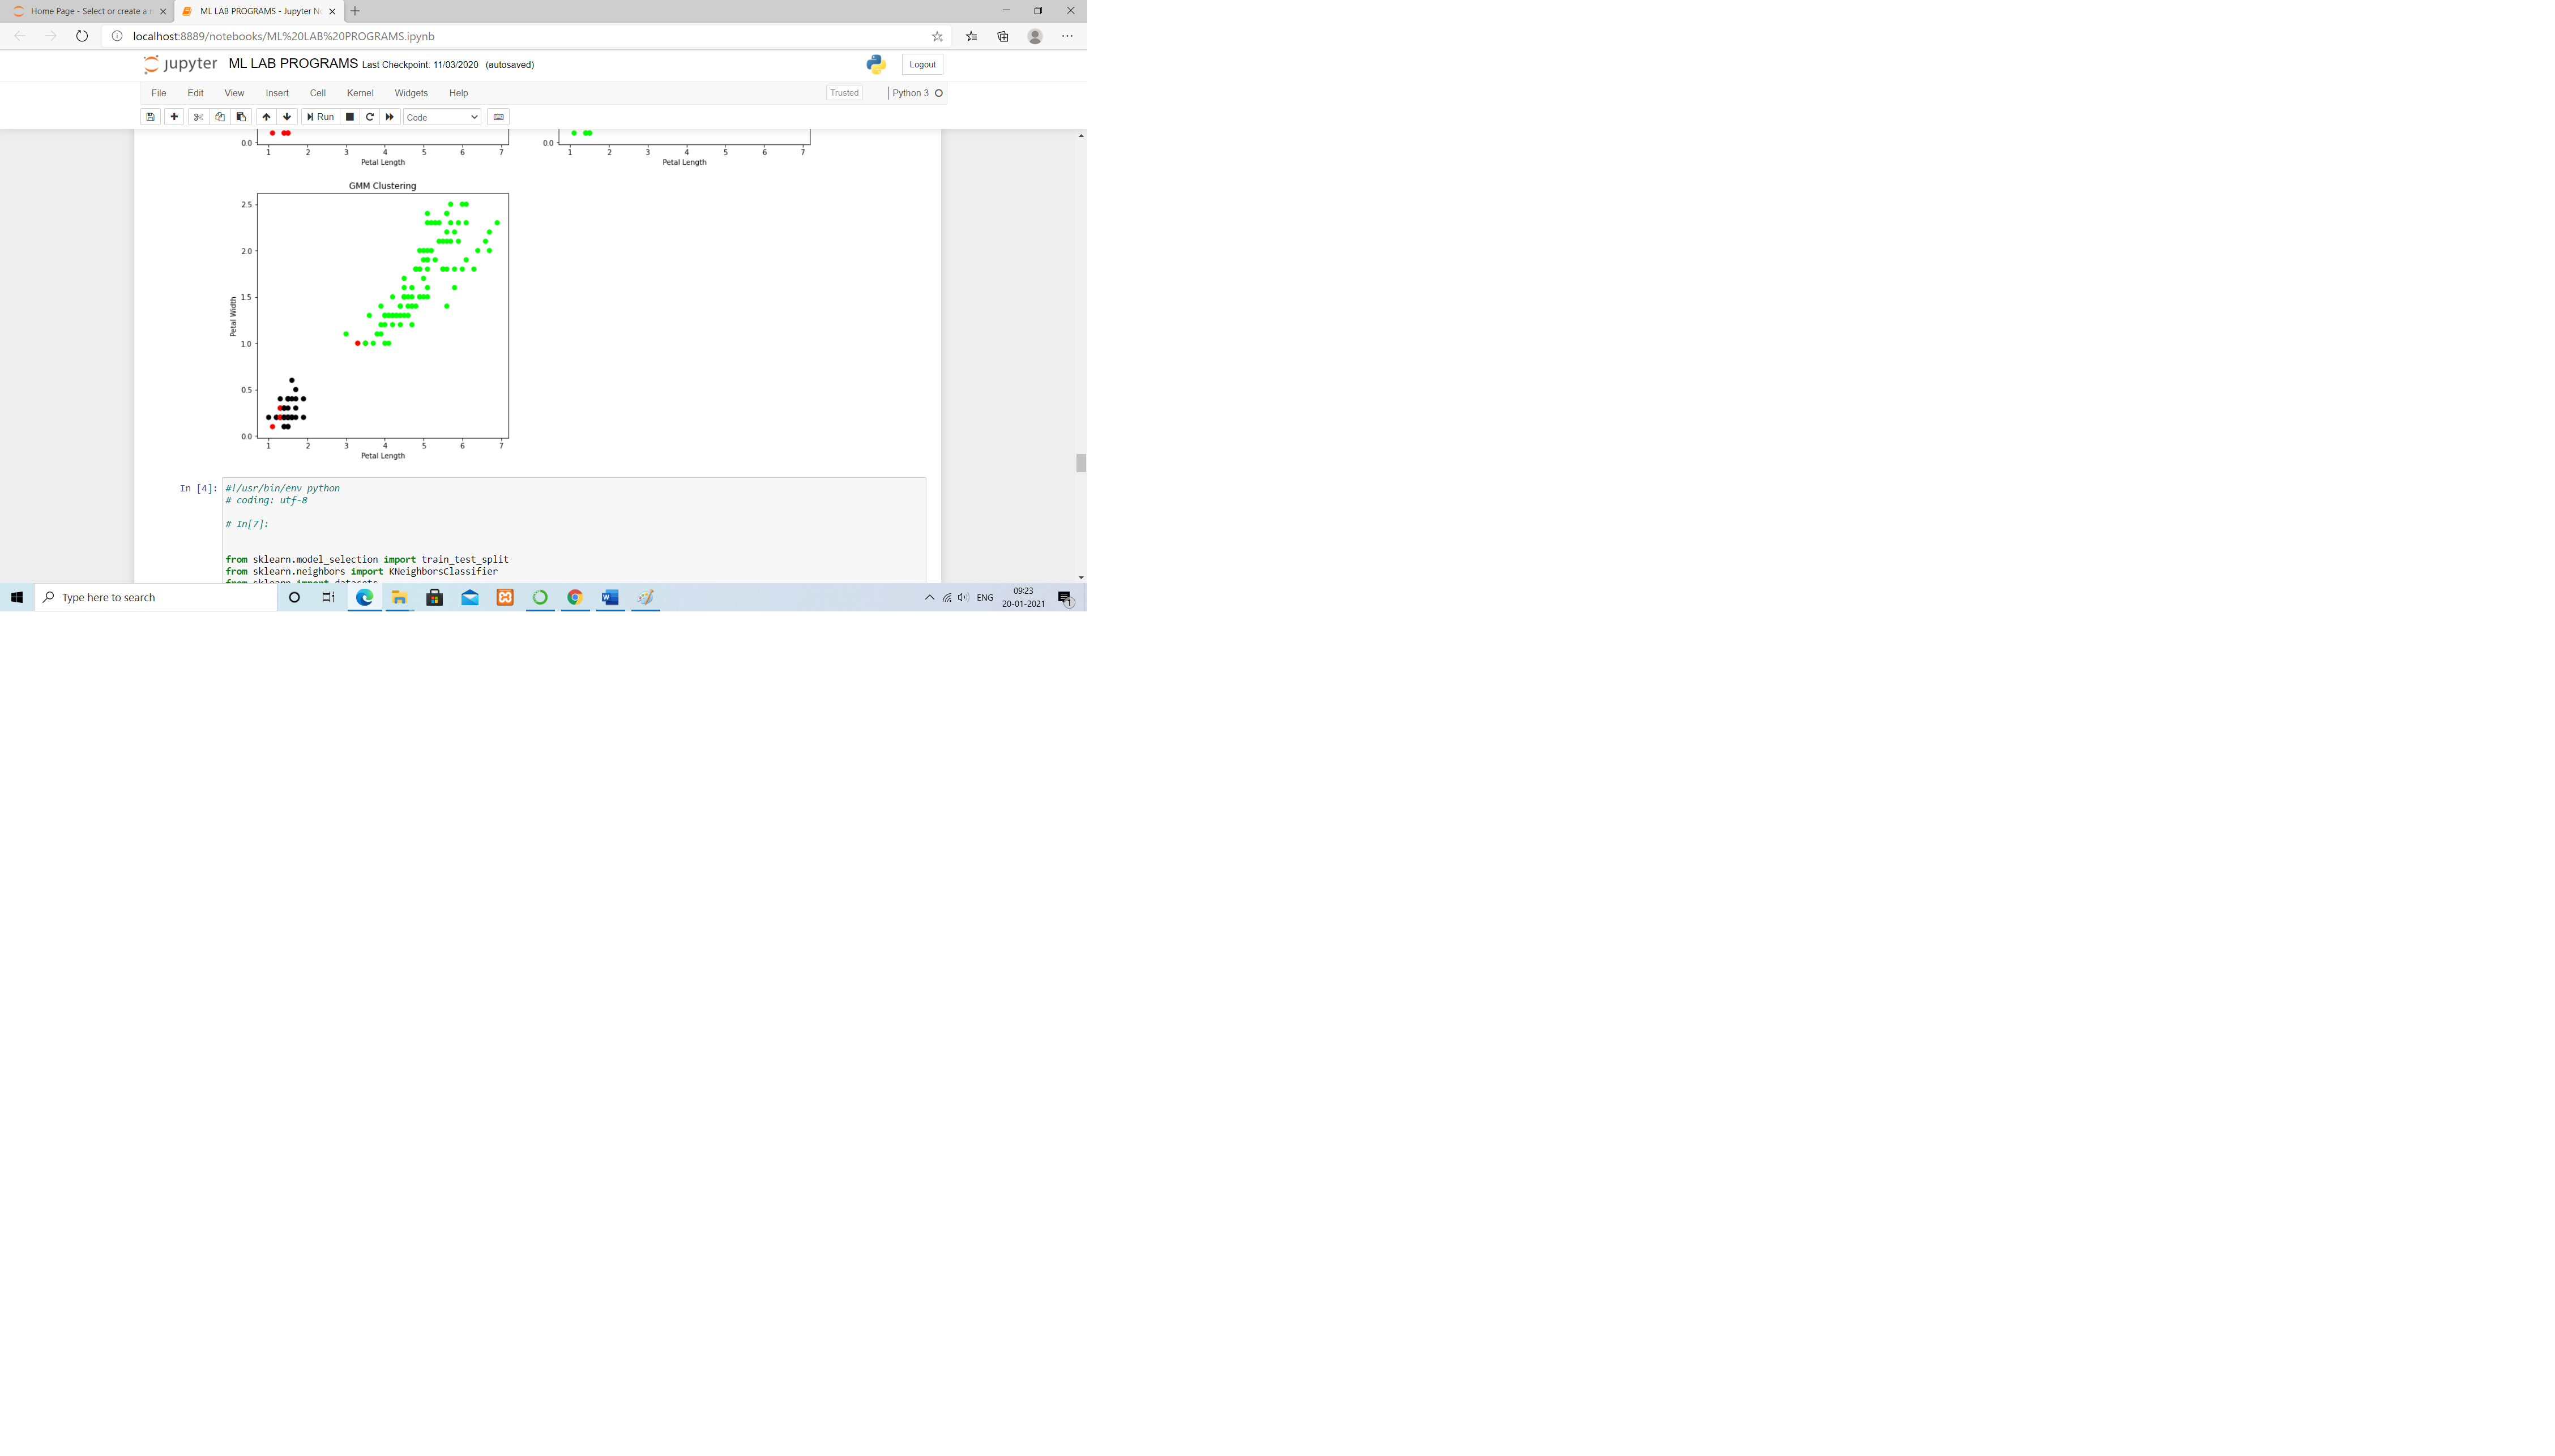 Home Page - Select or create a
ML LAB PROGRAMS - Jupyter N
localhost:8889/notebooks/ML%20LAB%20PROGRAMS.ipynb
jupyter ML LAB PROGRAMS Last Checkpoint: 11/03/2020 (autosaved)
Logout
File Edit View Insert Cell Kernel Widgets Help
Trusted
Python 3
Run
Code
0.0
1 2 3 4 5 6 7
Petal Length
0.0
1 2 3 4 5 6 7
Petal Length
GMM Clustering
2.5
2.0
1.5
1.0
0.5
0.0
Petal Width
1 2 3 4 5 6 7
Petal Length
In [4]:
#!/usr/bin/env python
# coding: utf-8
# In[7]:
from sklearn.model_selection import train_test_split
from sklearn.neighbors import KNeighborsClassifier
from sklearn import datasets
Type here to search
W
ENG
09:23
20-01-2021
1